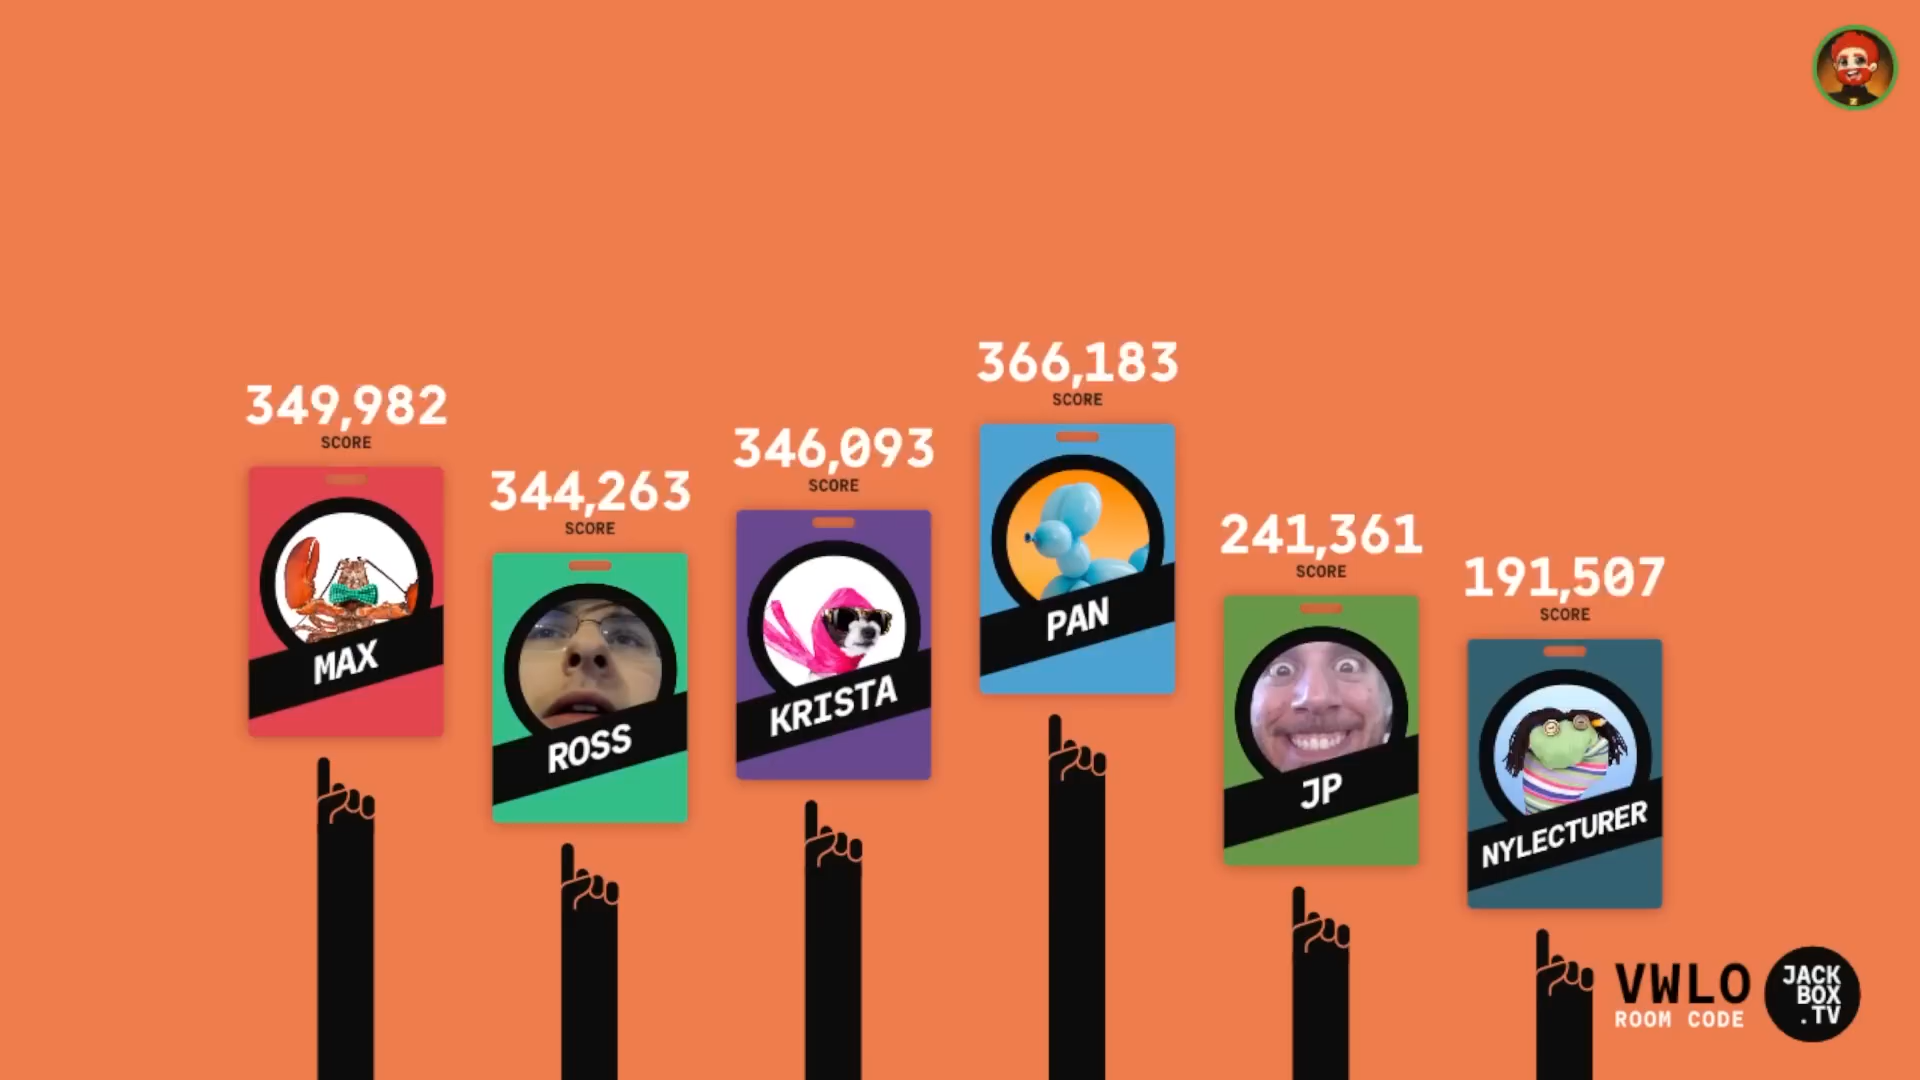 349,982
SCORE
MAX
344,263
SCORE
ROSS
346,093
SCORE
KRISTA
366,183
SCORE
PAN
241,361
SCORE
JP
191,507
SCORE
NYLECTURER
VWLO
ROOM CODE
JACK
BOX
.TV